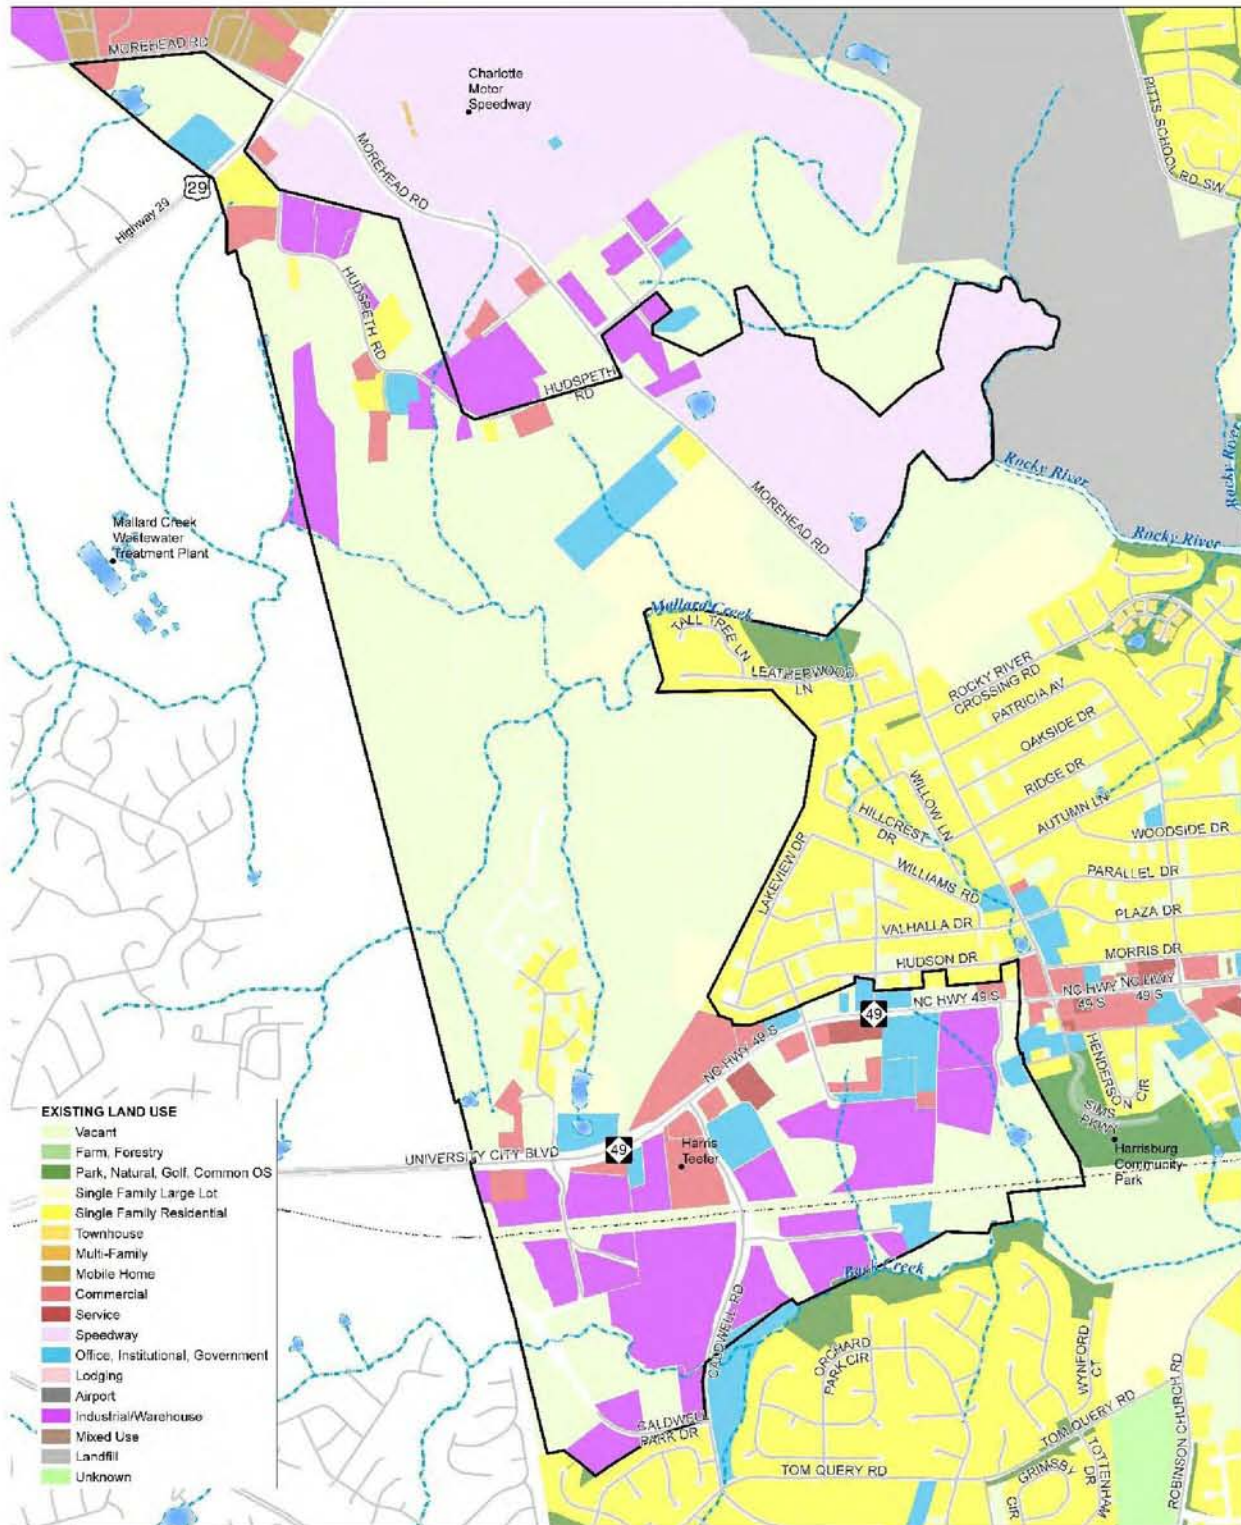 MOREHEAD RD
Charlotte
Motor
Speedway
PITTS SCHOOL RD SW
MOREHEAD RD
29
Highway 29
HUDSPETH RD
HUDSPETH
RD
Rocky River
Rocky River
Rocky River
MOREHEAD RD
Mallard Creek
Wastewater
Treatment Plant
Mallard Creek
TALL TREE LN
LEATHERWOOD
LN
ROCKY RIVER
CROSSING RD
PATRICIA AV
OAKSIDE DR
RIDGE DR
AUTUMN LN
WILLOW LN
HILLCREST
DR
WOODSIDE DR
LAKEVIEW DR
WILLIAMS RD
PARALLEL DR
VALHALLA DR
PLAZA DR
HUDSON DR
MORRIS DR
NC HWY 49 S
NC HWY
49 S
NC HWY
49 S
49
NC HWY 49 S
HENDERSON
CIR
SIMS
PKWY
Harrisburg
Community
Park
UNIVERSITY CITY BLVD
49
Harris
Teeter
Back Creek
CALDWELL RD
ORCHARD
PARK CIR
WYNFORD
CT
CALDWELL
PARK DR
TOM QUERY RD
TOM QUERY RD
GRIMSBY
CIR
TOTTENHAM
DR
ROBINSON CHURCH RD
EXISTING LAND USE
Vacant
Farm, Forestry
Park, Natural, Golf, Common OS
Single Family Large Lot
Single Family Residential
Townhouse
Multi-Family
Mobile Home
Commercial
Service
Speedway
Office, Institutional, Government
Lodging
Airport
Industrial/Warehouse
Mixed Use
Landfill
Unknown